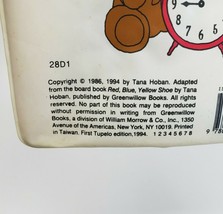 9
28D1
Copyright © 1986, 1994 by Tana Hoban. Adapted
from the board book Red, Blue, Yellow Shoe by Tana
Hoban, published by Greenwillow Books. All rights
reserved. No part of this book may be reproduced
without permission in writing from Greenwillow
Books, a division of William Morrow & Co., Inc., 1350
Avenue of the Americas, New York, NY 10019. Printed
in Taiwan. First Tupelo edition, 1994. 1 2 3 4 5 6 7 8
9 780